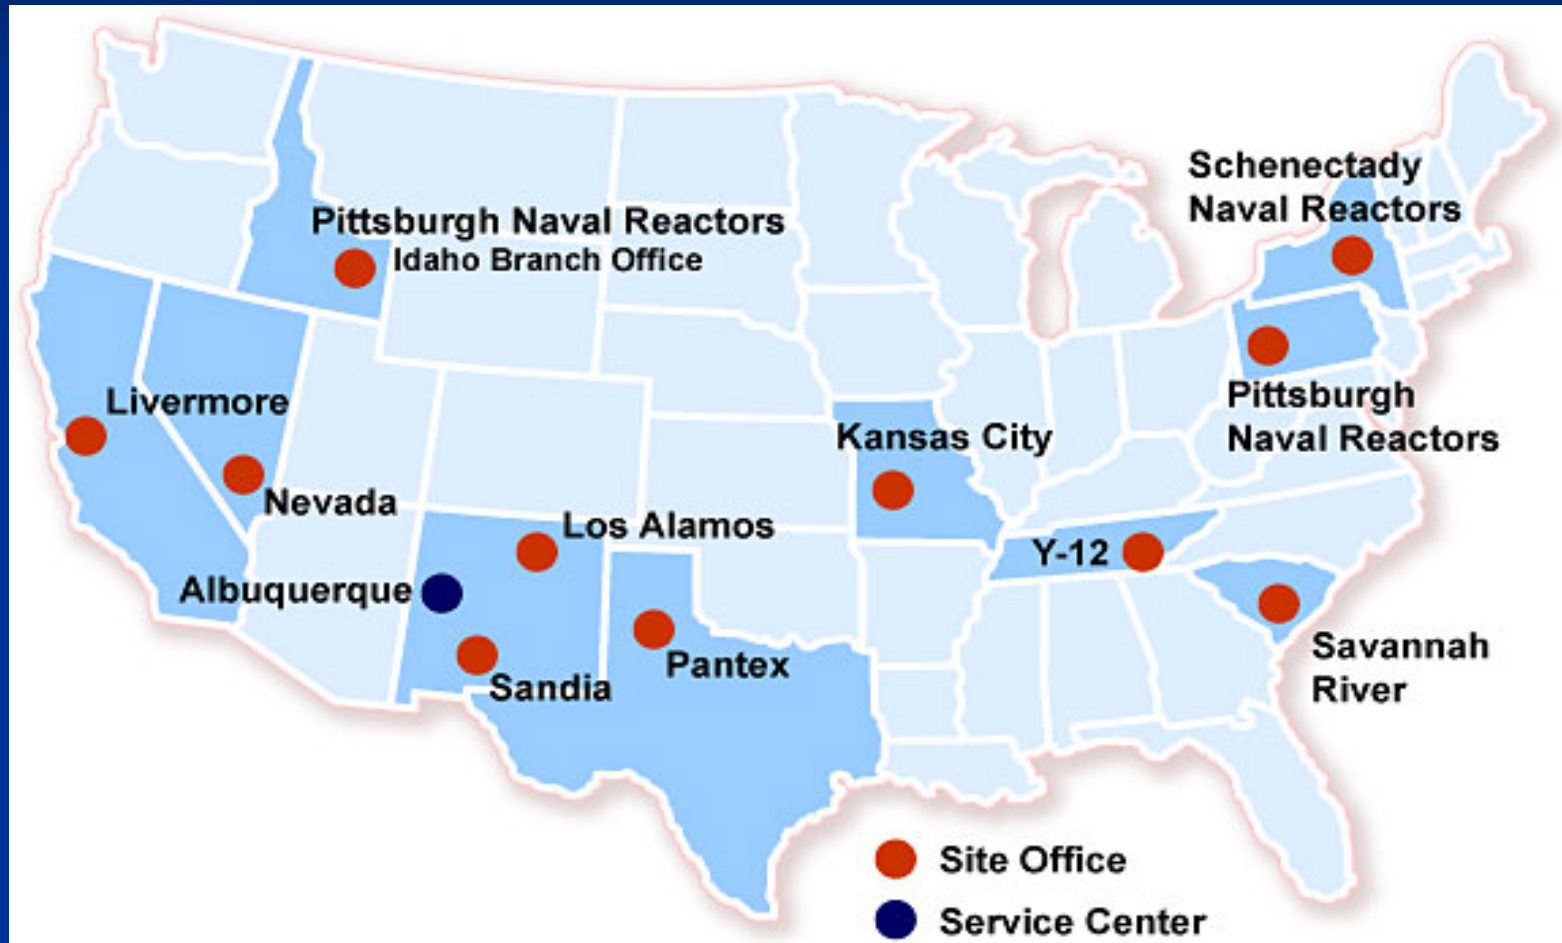 Schenectady
Naval Reactors
Pittsburgh Naval Reactors
Idaho Branch Office
Pittsburgh
Naval Reactors
Livermore
Kansas City
Nevada
Los Alamos
Y-12
Albuquerque
Pantex
Sandia
Savannah
River
Site Office
Service Center